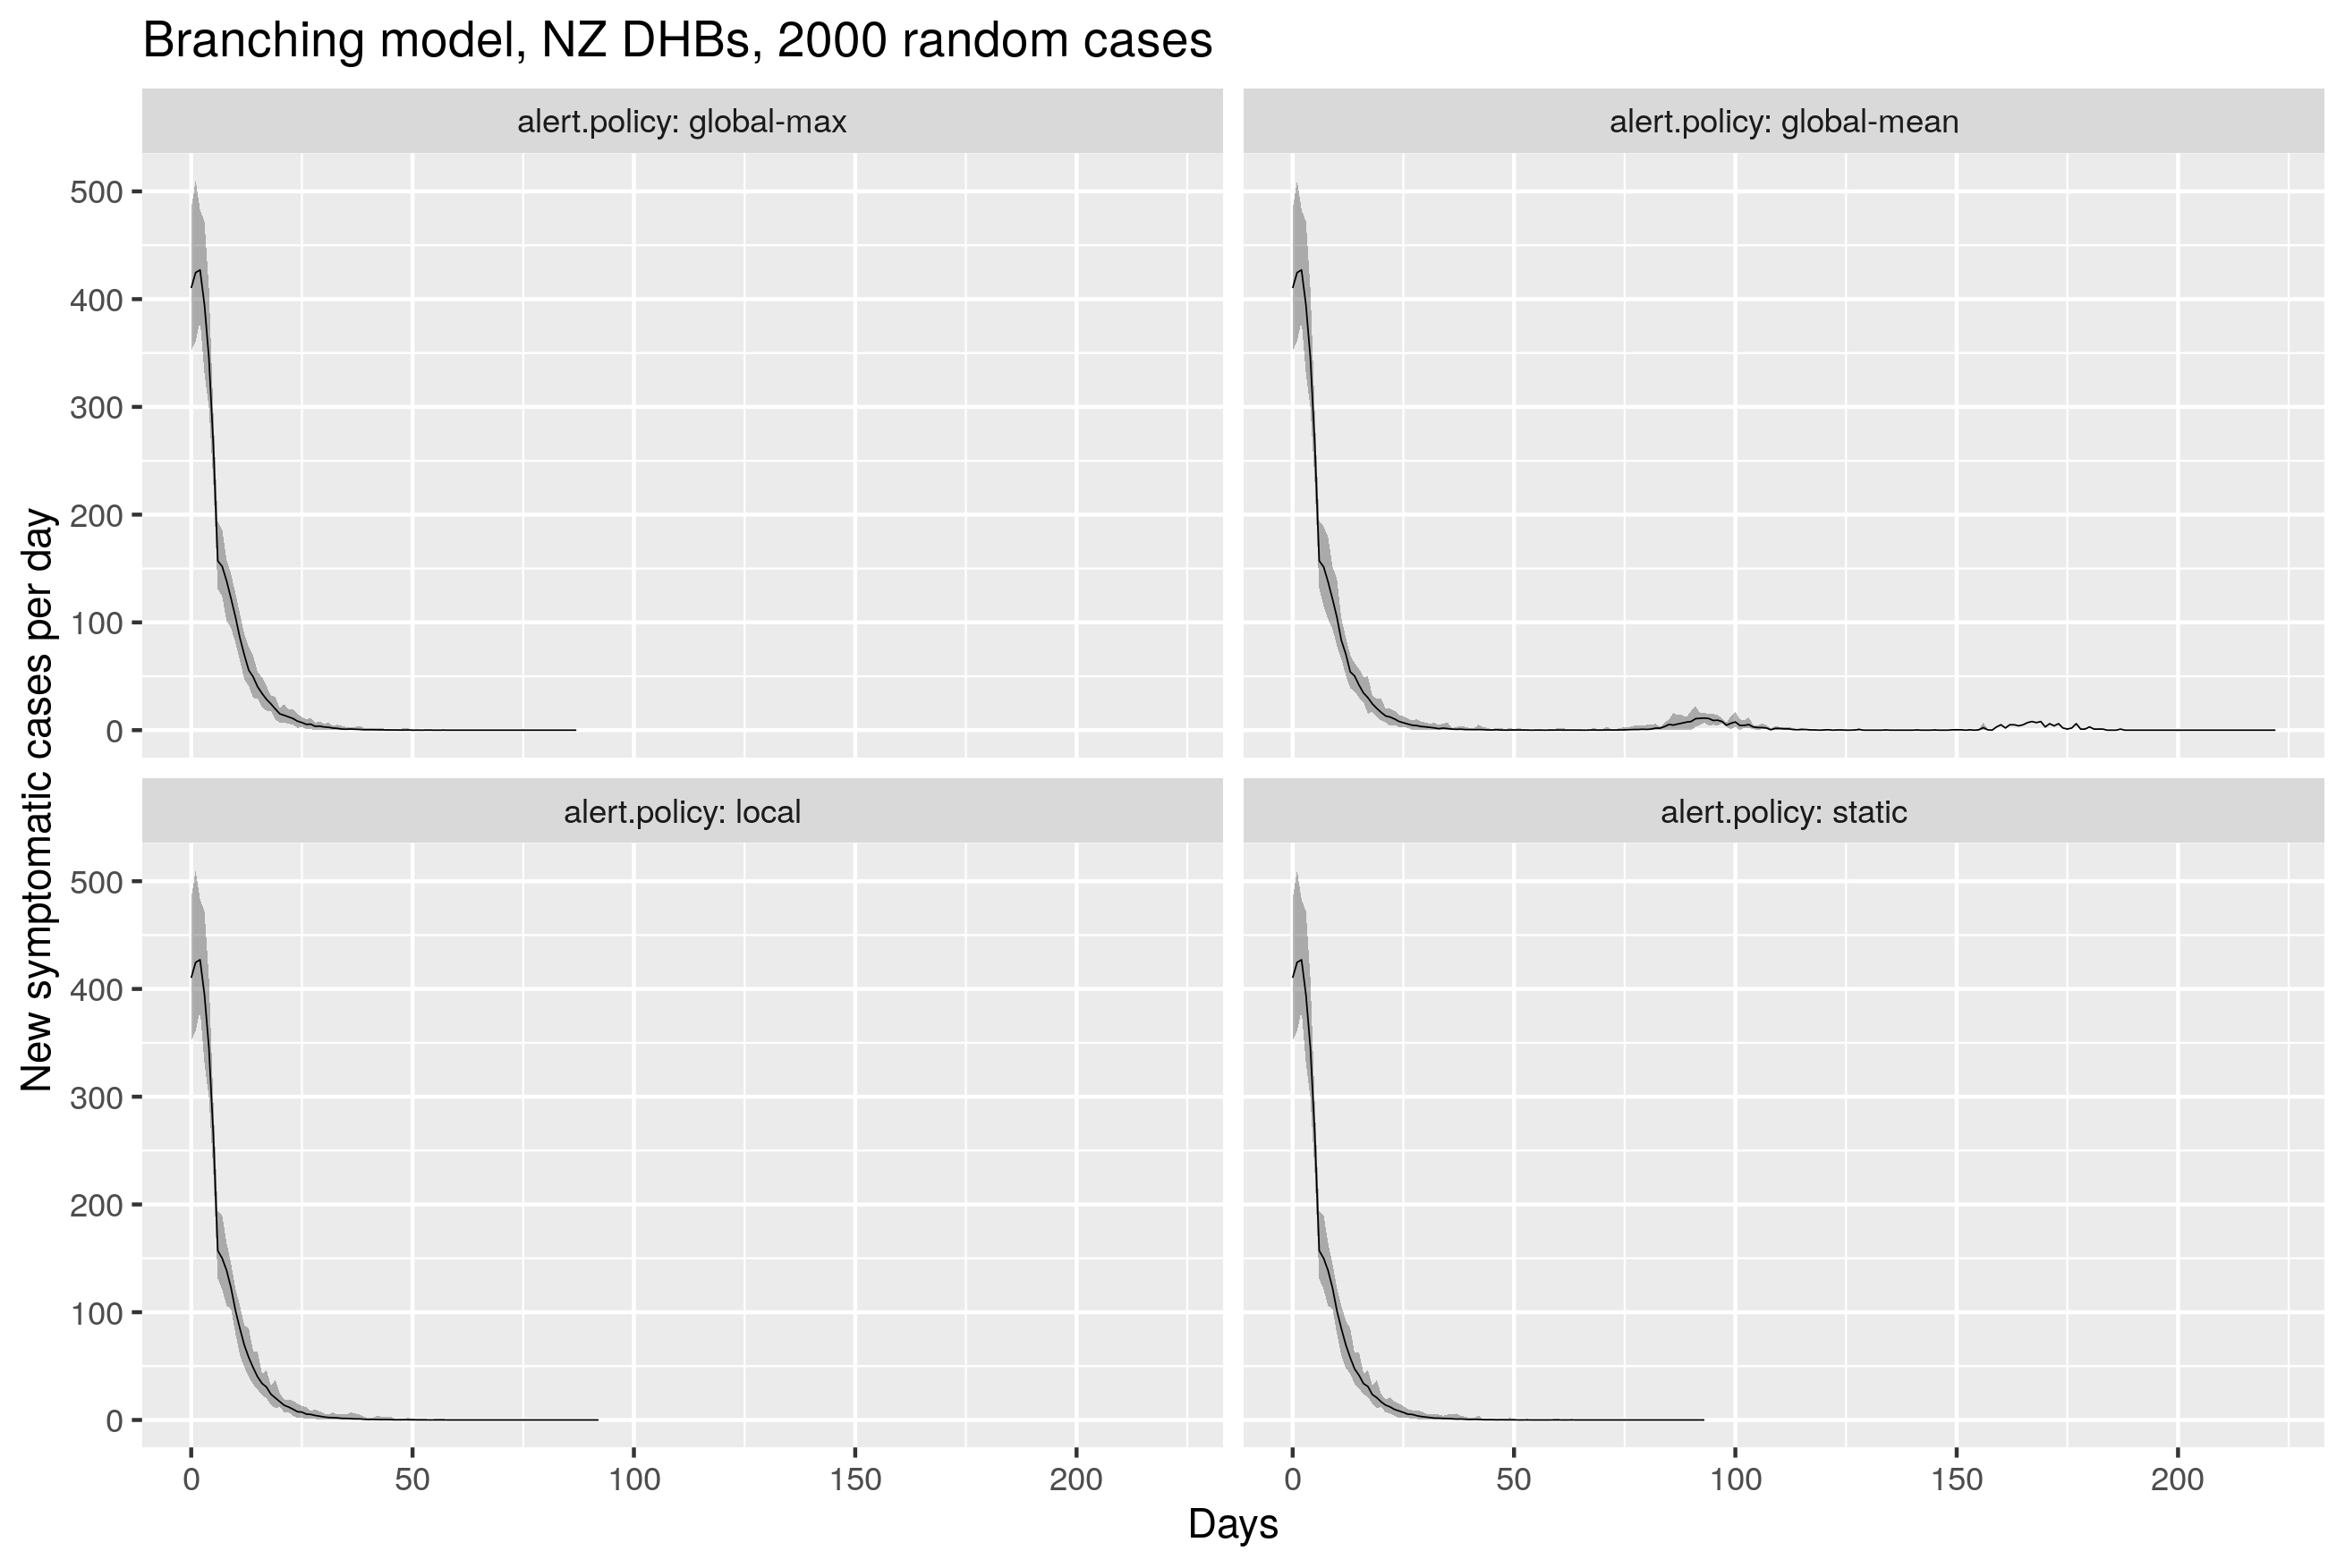 Branching model, NZ DHBs, 2000 random cases
alert.policy: global-max
alert.policy: global-mean
500
400
300
200
100
0
alert.policy: local
alert.policy: static
500
400
300
200
100
0
0 50 100 150 200
0 50 100 150 200
Days
New symptomatic cases per day